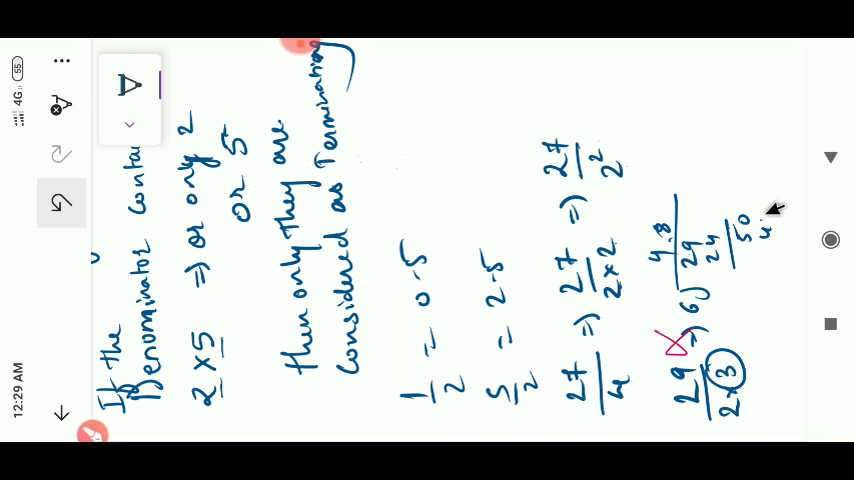 12:29 AM
4G 55
If the
Denominator conta
2 × 5 => or only 2
or 5
then only they are
considered as Terminating
1/2 = 0.5
5/2 = 2.5
27/4 => 27/2×2 => 27/2²
29/2×3 => 6) 29 4.8
24
50
4